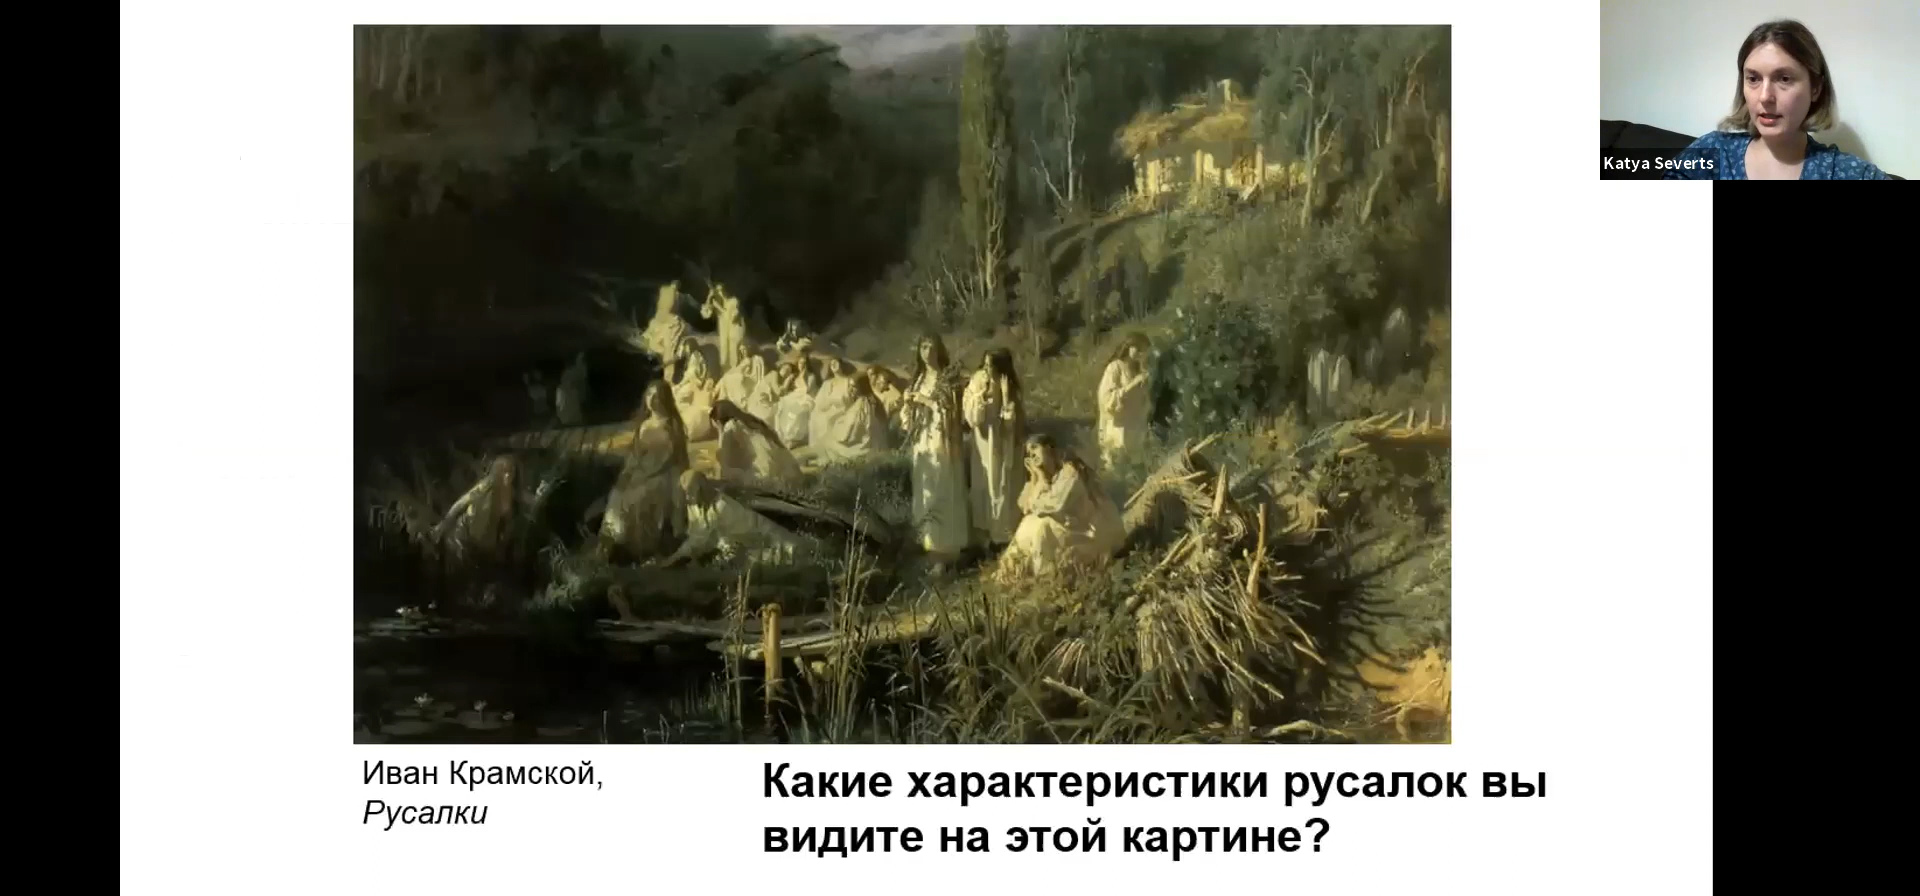 Katya Severts
Иван Крамской,
Русалки
Какие характеристики русалок вы
видите на этой картине?